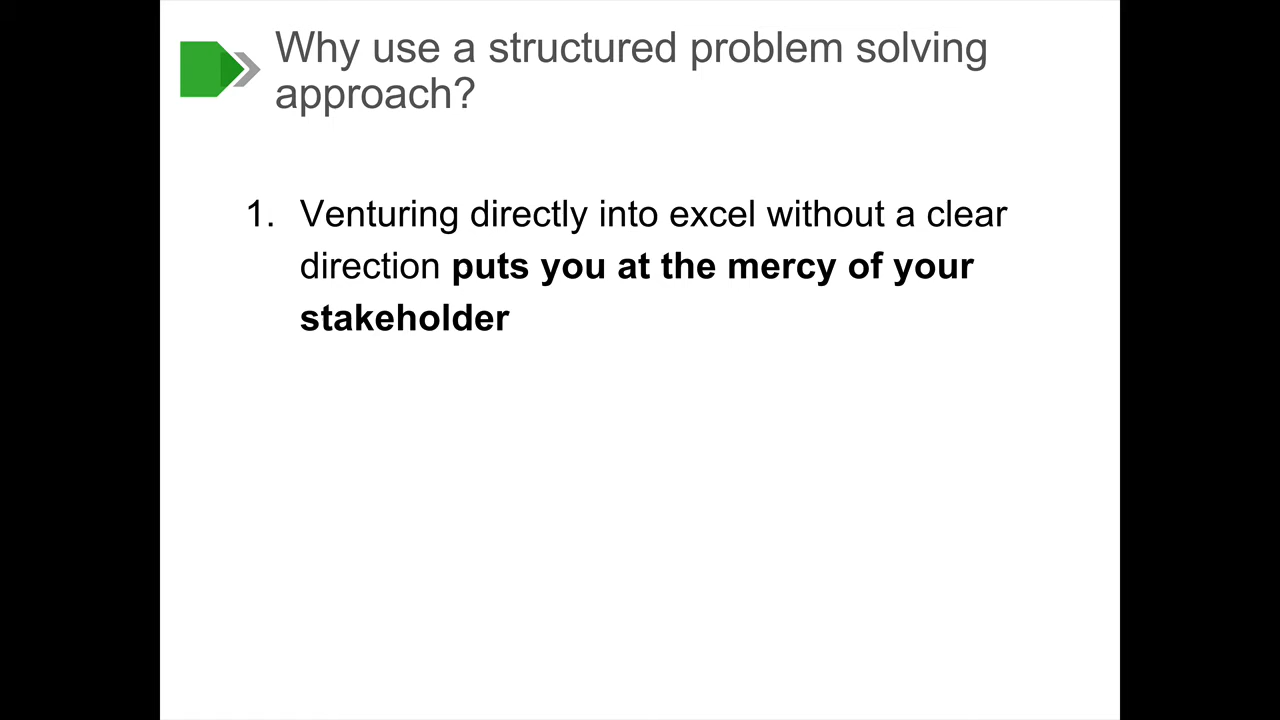 Why use a structured problem solving
approach?
1. Venturing directly into excel without a clear
direction puts you at the mercy of your
stakeholder